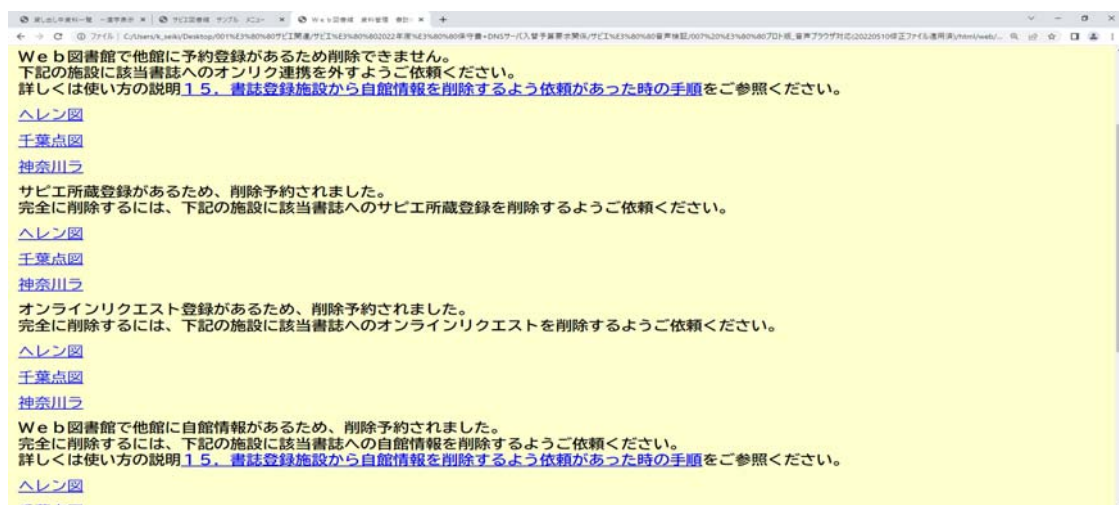 Ｗｅｂ図書館で他館に予約登録があるため削除できません。
下記の施設に該当書誌へのオンリク連携を外すようご依頼ください。
詳しくは使い方の説明１５．書誌登録施設から自館情報を削除するよう依頼があった時の手順をご参照ください。
ヘレン図
千葉点図
神奈川ラ
サピエ所蔵登録があるため、削除予約されました。
完全に削除するには、下記の施設に該当書誌へのサピエ所蔵登録を削除するようご依頼ください。
ヘレン図
千葉点図
神奈川ラ
オンラインリクエスト登録があるため、削除予約されました。
完全に削除するには、下記の施設に該当書誌へのオンラインリクエストを削除するようご依頼ください。
ヘレン図
千葉点図
神奈川ラ
Ｗｅｂ図書館で他館に自館情報があるため、削除予約されました。
完全に削除するには、下記の施設に該当書誌への自館情報を削除するようご依頼ください。
詳しくは使い方の説明１５．書誌登録施設から自館情報を削除するよう依頼があった時の手順をご参照ください。
ヘレン図